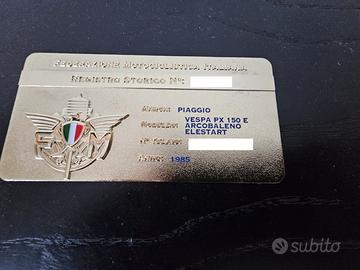 FEDERAZIONE MOTOCICLISTICA ITALIANA
REGISTRO STORICO N°:
MARCA: PIAGGIO
MODELLO: VESPA PX 150 E
ARCOBALENO
ELESTART
N° TELAIO:
ANNO: 1985
FMI
subito